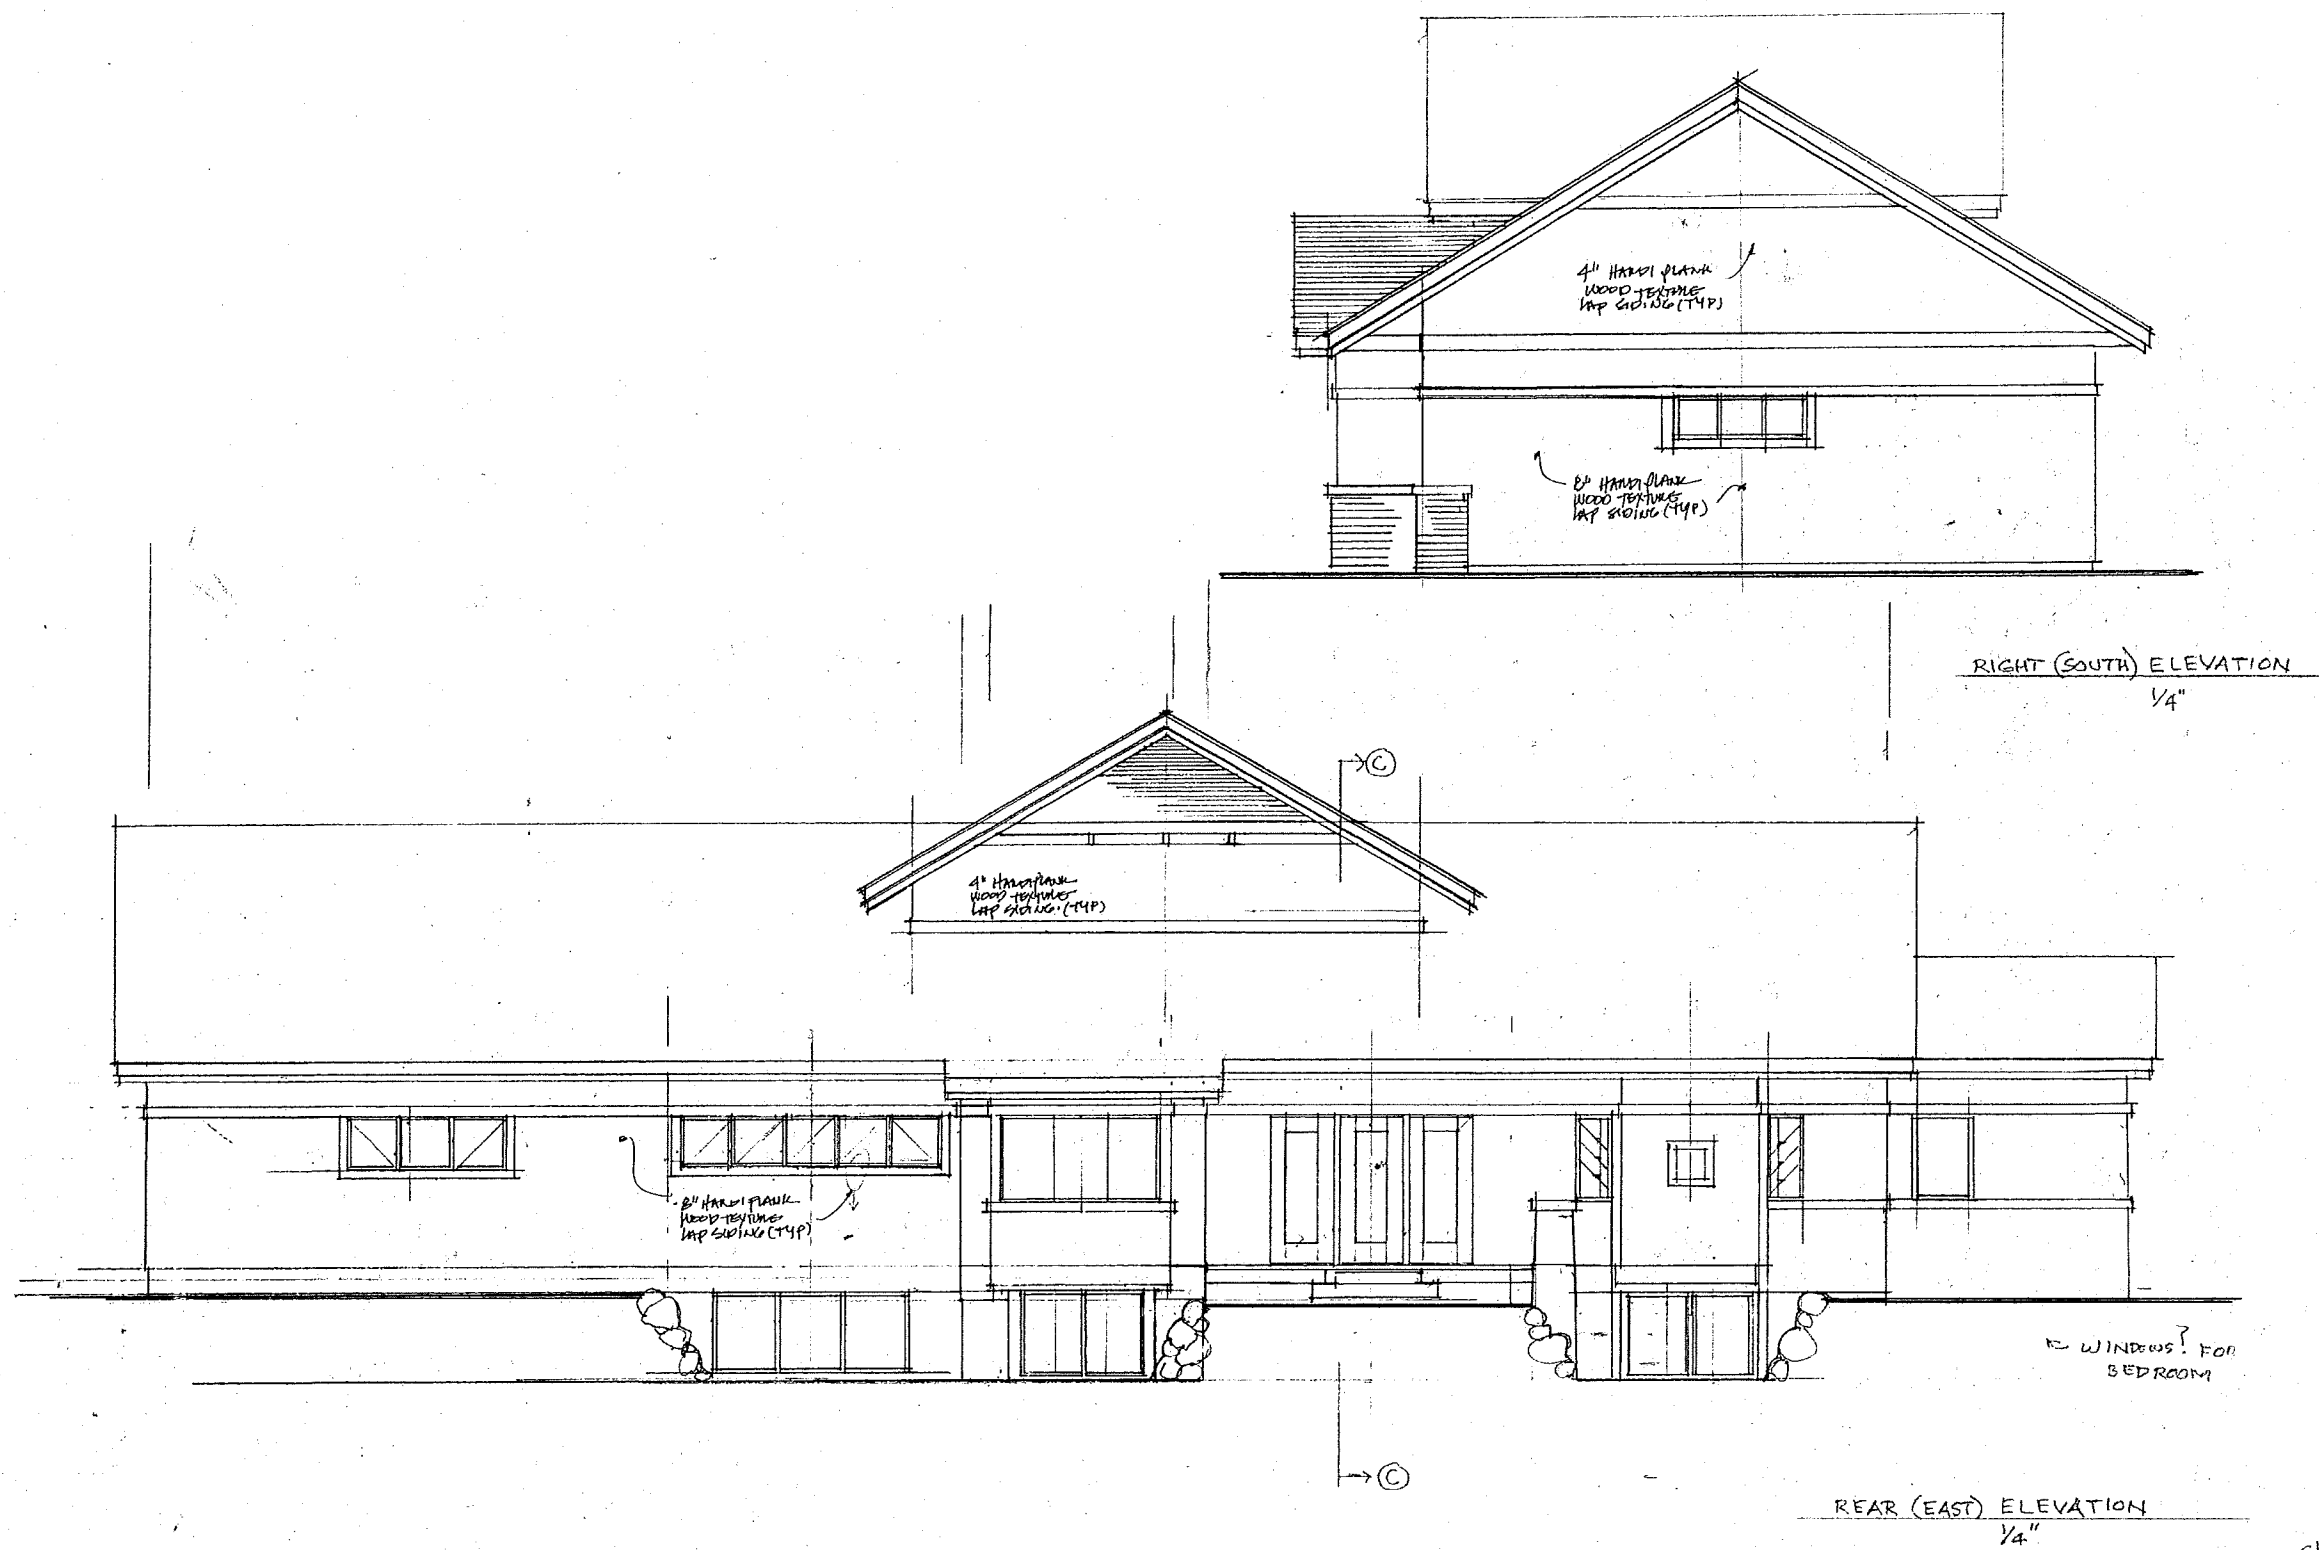 4" HARDI PLANK
WOOD TEXTURE
LAP SIDING (TYP)
8" HARDI PLANK
WOOD TEXTURE
LAP SIDING (TYP)
RIGHT (SOUTH) ELEVATION
1/4"
C
4" HARDI PLANK
WOOD TEXTURE
LAP SIDING. (TYP)
8" HARDI PLANK
WOOD TEXTURE
LAP SIDING (TYP)
WINDOWS? FOR
BEDROOM
C
REAR (EAST) ELEVATION
1/4"